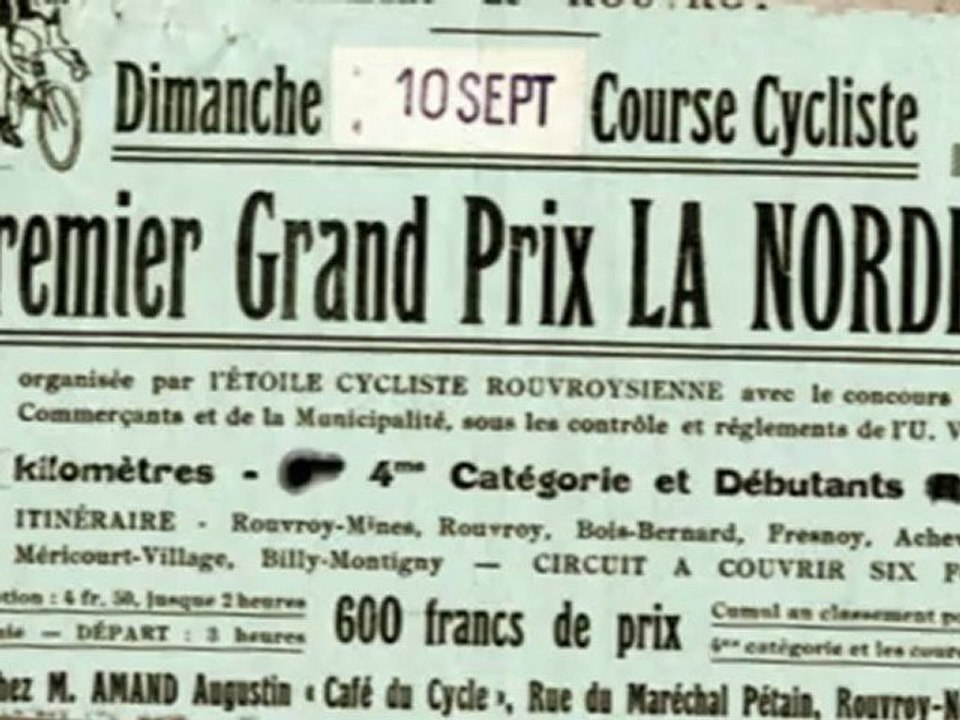 Dimanche 10 SEPT Course Cycliste
remier Grand Prix LA NORD
organisée par l'ÉTOILE CYCLISTE ROUVROYSIENNE avec le concours
Commerçants et de la Municipalité, sous les contrôle et réglements de l'U. V
kilomètres - 4me Catégorie et Débutants
ITINÉRAIRE - Rouvroy-Mines, Rouvroy, Bois-Bernard, Fresnoy, Achev
Méricourt-Village, Billy-Montigny — CIRCUIT A COUVRIR SIX F
tion : 4 fr. 50, jusque 2 heures
— DÉPART : 3 heures
600 francs de prix
Cumul au classement po
4me catégorie et les cour
hez M. AMAND Augustin « Café du Cycle », Rue du Maréchal Pétain, Rouvroy-N